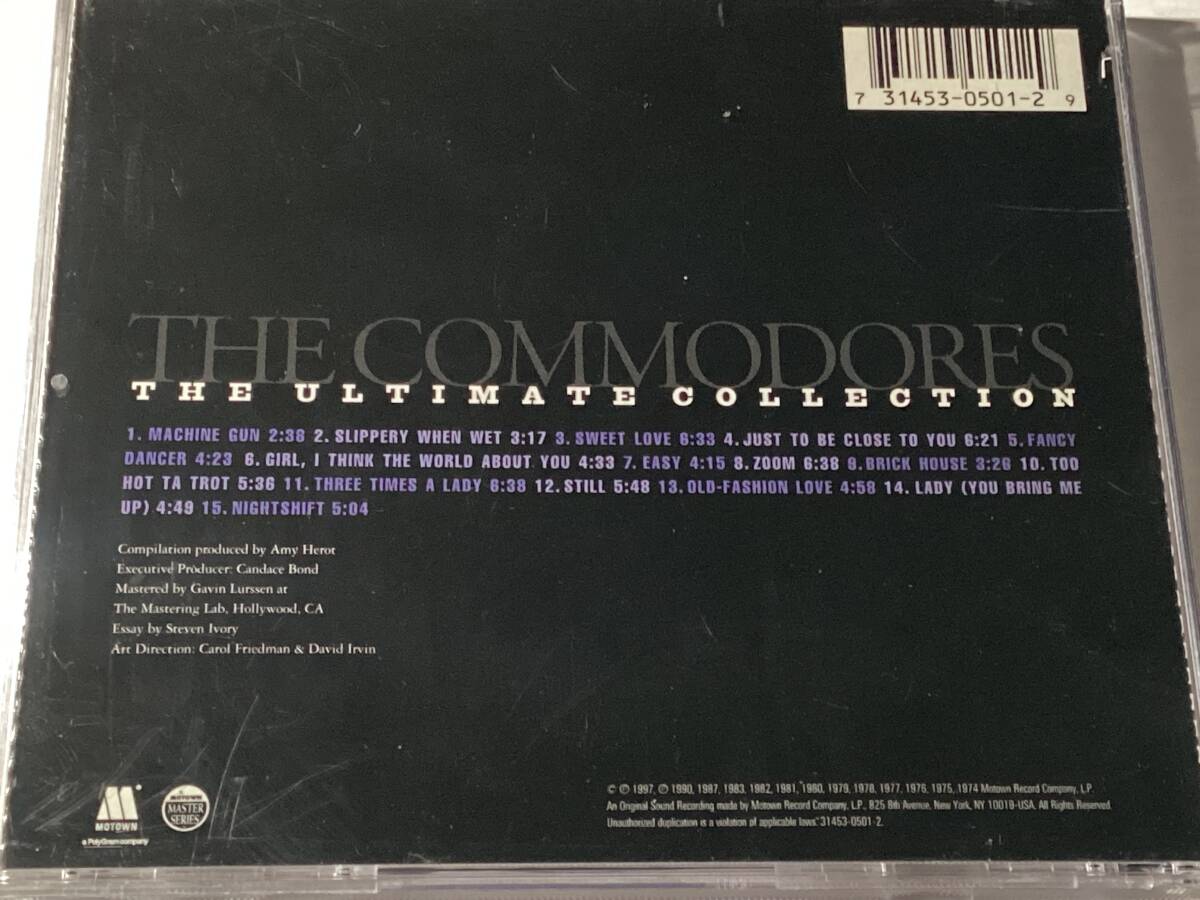 7 31453-0501-2 9
THE COMMODORES
THE ULTIMATE COLLECTION
1. MACHINE GUN 2:38 2. SLIPPERY WHEN WET 3:17 3. SWEET LOVE 6:33 4. JUST TO BE CLOSE TO YOU 6:21 5. FANCY
DANCER 4:23 6. GIRL, I THINK THE WORLD ABOUT YOU 4:33 7. EASY 4:15 8. ZOOM 6:38 9. BRICK HOUSE 3:26 10. TOO
HOT TA TROT 5:36 11. THREE TIMES A LADY 6:38 12. STILL 5:48 13. OLD-FASHION LOVE 4:58 14. LADY (YOU BRING ME
UP) 4:49 15. NIGHTSHIFT 5:04
Compilation produced by Amy Herot
Executive Producer: Candace Bond
Mastered by Gavin Lurssen at
The Mastering Lab, Hollywood, CA
Essay by Steven Ivory
Art Direction: Carol Friedman & David Irvin
MOTOWN
a PolyGram company
MOTOWN
MASTER
SERIES
© ℗ 1997, ℗ 1990, 1987, 1983, 1982, 1981, 1980, 1979, 1978, 1977, 1976, 1975, 1974 Motown Record Company, L.P.
An Original Sound Recording made by Motown Record Company, L.P., 825 8th Avenue, New York, NY 10019-USA. All Rights Reserved.
Unauthorized duplication is a violation of applicable laws. 31453-0501-2.